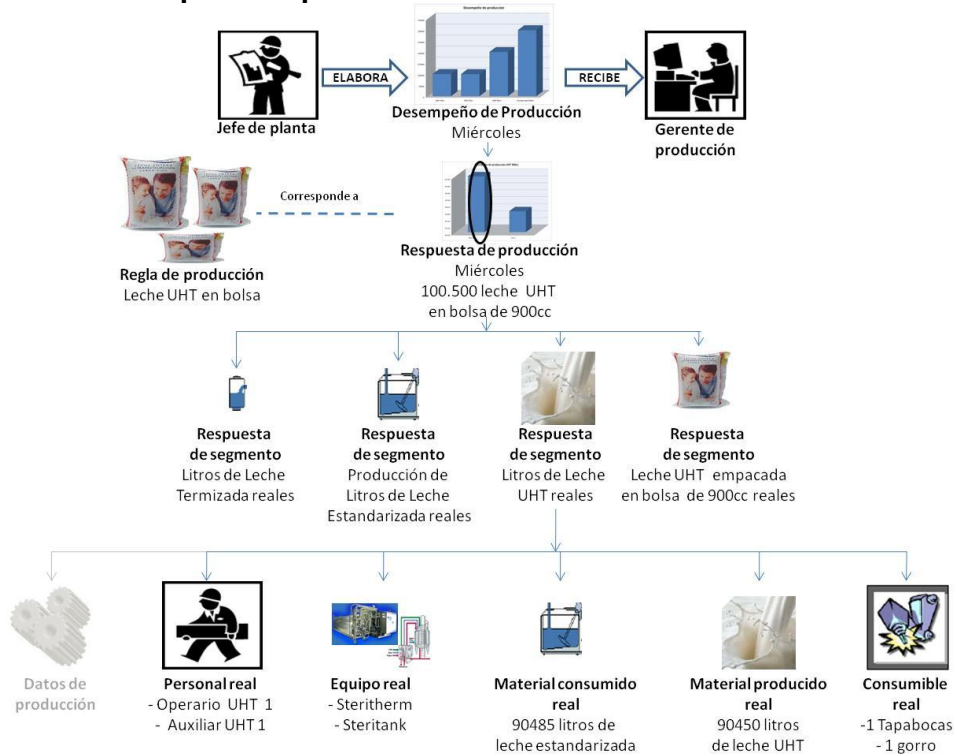 ELABORA
RECIBE
Desempeño de producción
Jefe de planta
Desempeño de Producción
Miércoles
Gerente de
producción
Corresponde a
Regla de producción
Leche UHT en bolsa
Respuesta de producción
Miércoles
100.500 leche UHT
en bolsa de 900cc
Respuesta
de segmento
Litros de Leche
Termizada reales
Respuesta
de segmento
Producción de
Litros de Leche
Estandarizada reales
Respuesta
de segmento
Litros de Leche
UHT reales
Respuesta
de segmento
Leche UHT empacada
en bolsa de 900cc reales
Datos de
producción
Personal real
- Operario UHT 1
- Auxiliar UHT 1
Equipo real
- Steritherm
- Steritank
Material consumido
real
90485 litros de
leche estandarizada
Material producido
real
90450 litros
de leche UHT
Consumible
real
-1 Tapabocas
- 1 gorro